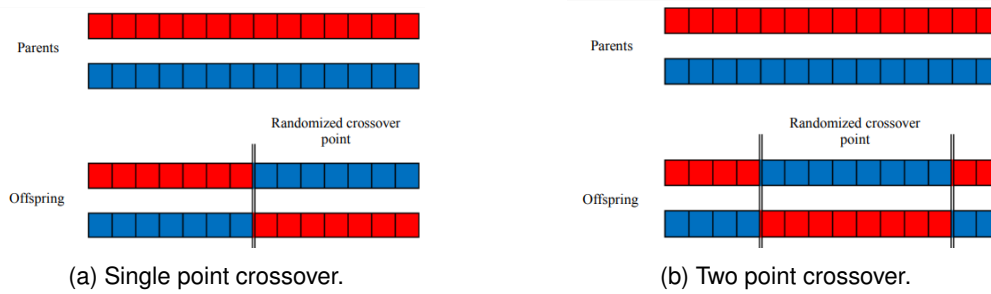 Parents
Randomized crossover
point
Offspring
(a) Single point crossover.
Parents
Randomized crossover
point
Offspring
(b) Two point crossover.